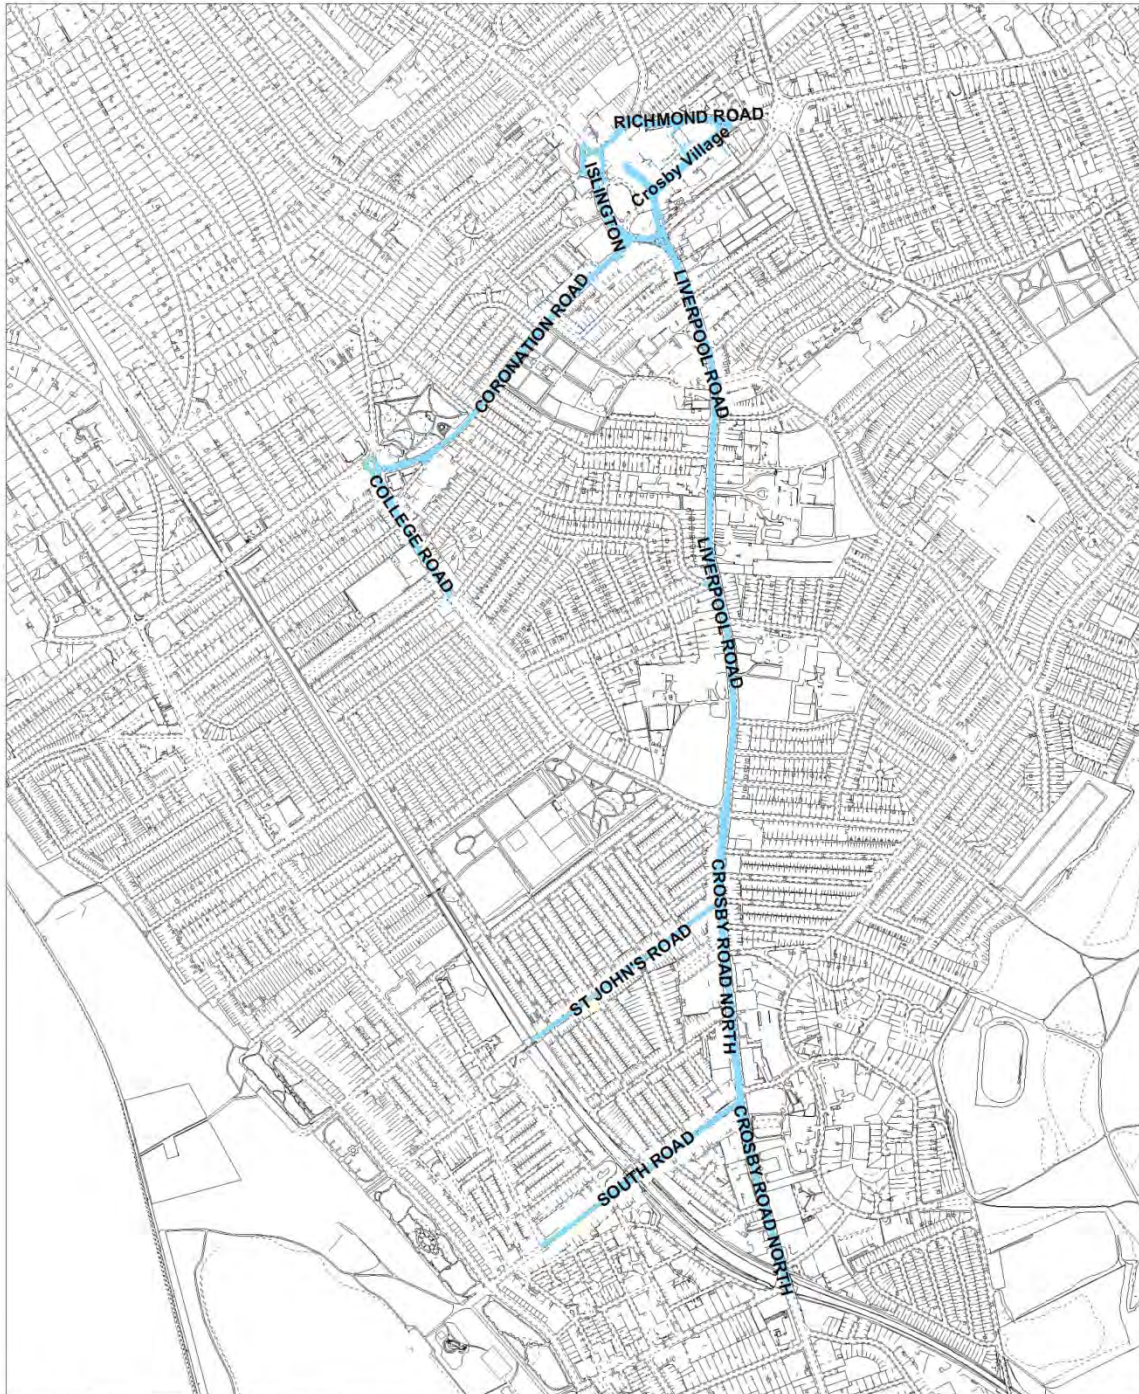 RICHMOND ROAD
Crosby Village
ISLINGTON
CORONATION ROAD
LIVERPOOL ROAD
COLLEGE ROAD
LIVERPOOL ROAD
CROSBY ROAD NORTH
ST JOHN'S ROAD
CROSBY ROAD NORTH
SOUTH ROAD